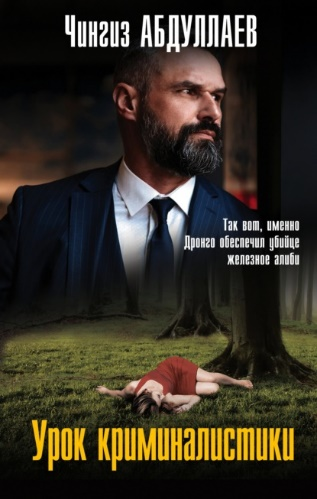 Чингиз АБДУЛЛАЕВ
Так вот, именно
Дронго обеспечил убийце
железное алиби
Урок криминалистики